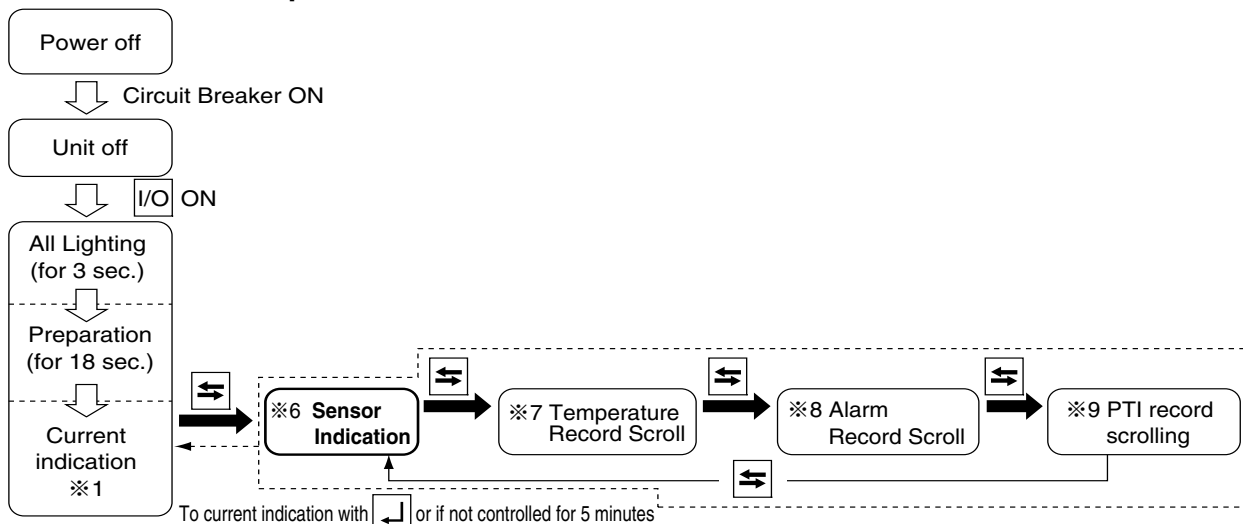 Power off
Circuit Breaker ON
Unit off
I/O ON
All Lighting
(for 3 sec.)
Preparation
(for 18 sec.)
Current
indication
※1
※6 Sensor
Indication
※7 Temperature
Record Scroll
※8 Alarm
Record Scroll
※9 PTI record
scrolling
To current indication with or if not controlled for 5 minutes